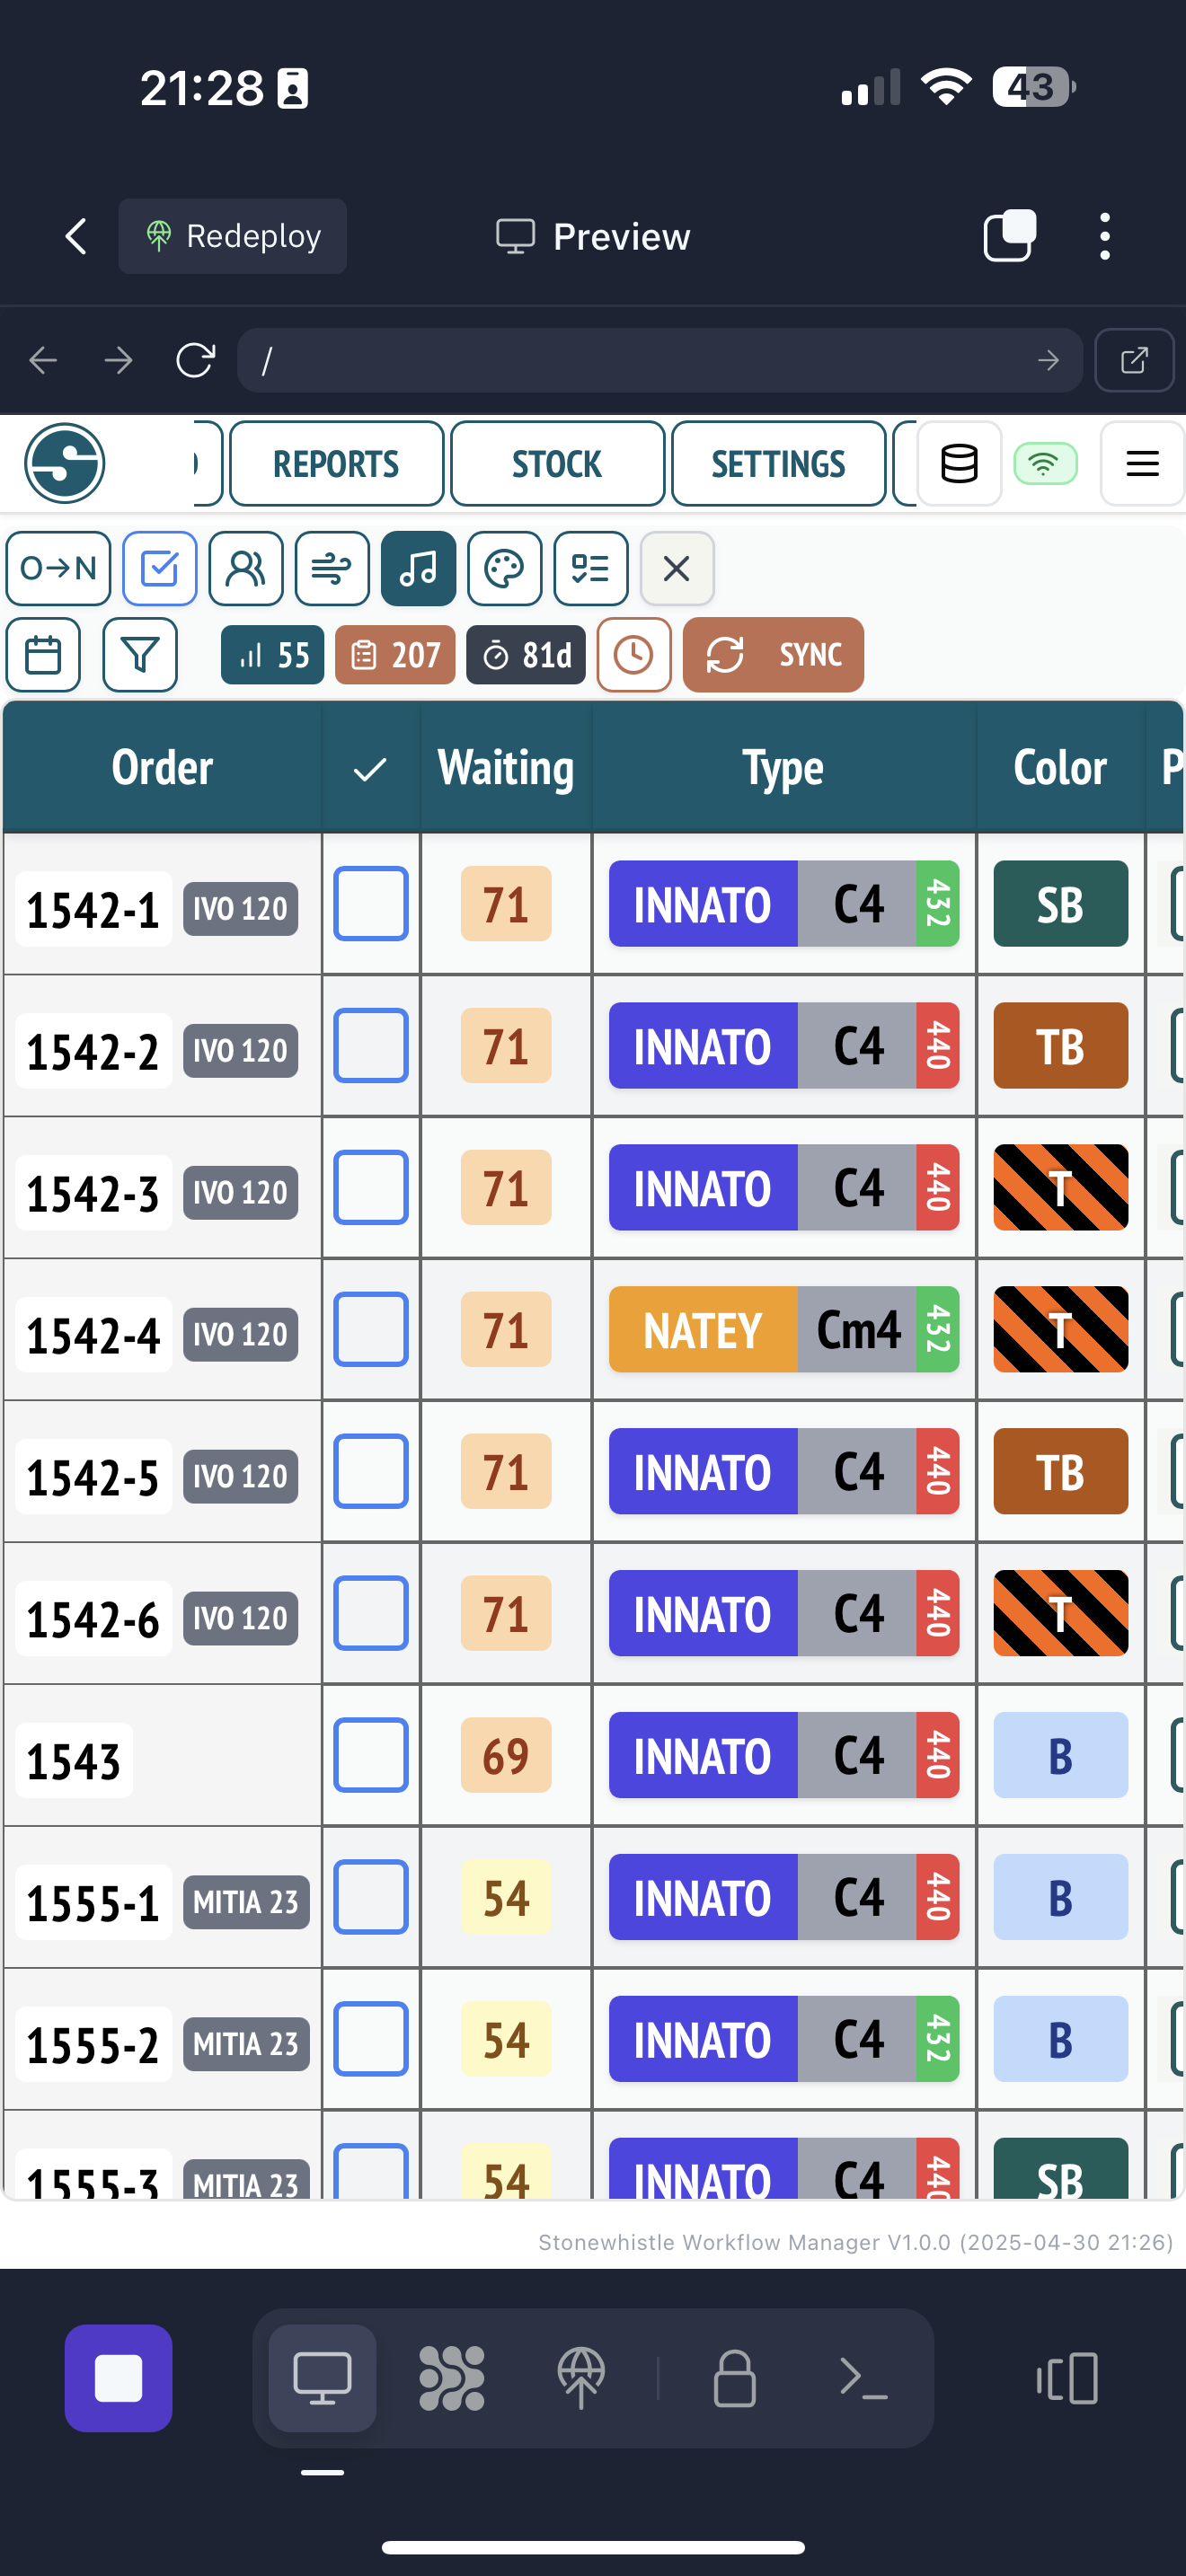 21:28
43
Redeploy
Preview
/
REPORTS STOCK SETTINGS
O→N
55 207 81d SYNC
Order ✓ Waiting Type Color P
1542-1 IVO 120 71 INNATO C4 432 SB
1542-2 IVO 120 71 INNATO C4 440 TB
1542-3 IVO 120 71 INNATO C4 440 T
1542-4 IVO 120 71 NATEY Cm4 432 T
1542-5 IVO 120 71 INNATO C4 440 TB
1542-6 IVO 120 71 INNATO C4 440 T
1543 69 INNATO C4 440 B
1555-1 MITIA 23 54 INNATO C4 440 B
1555-2 MITIA 23 54 INNATO C4 432 B
1555-3 MITIA 23 54 INNATO C4 440 SB
Stonewhistle Workflow Manager V1.0.0 (2025-04-30 21:26)